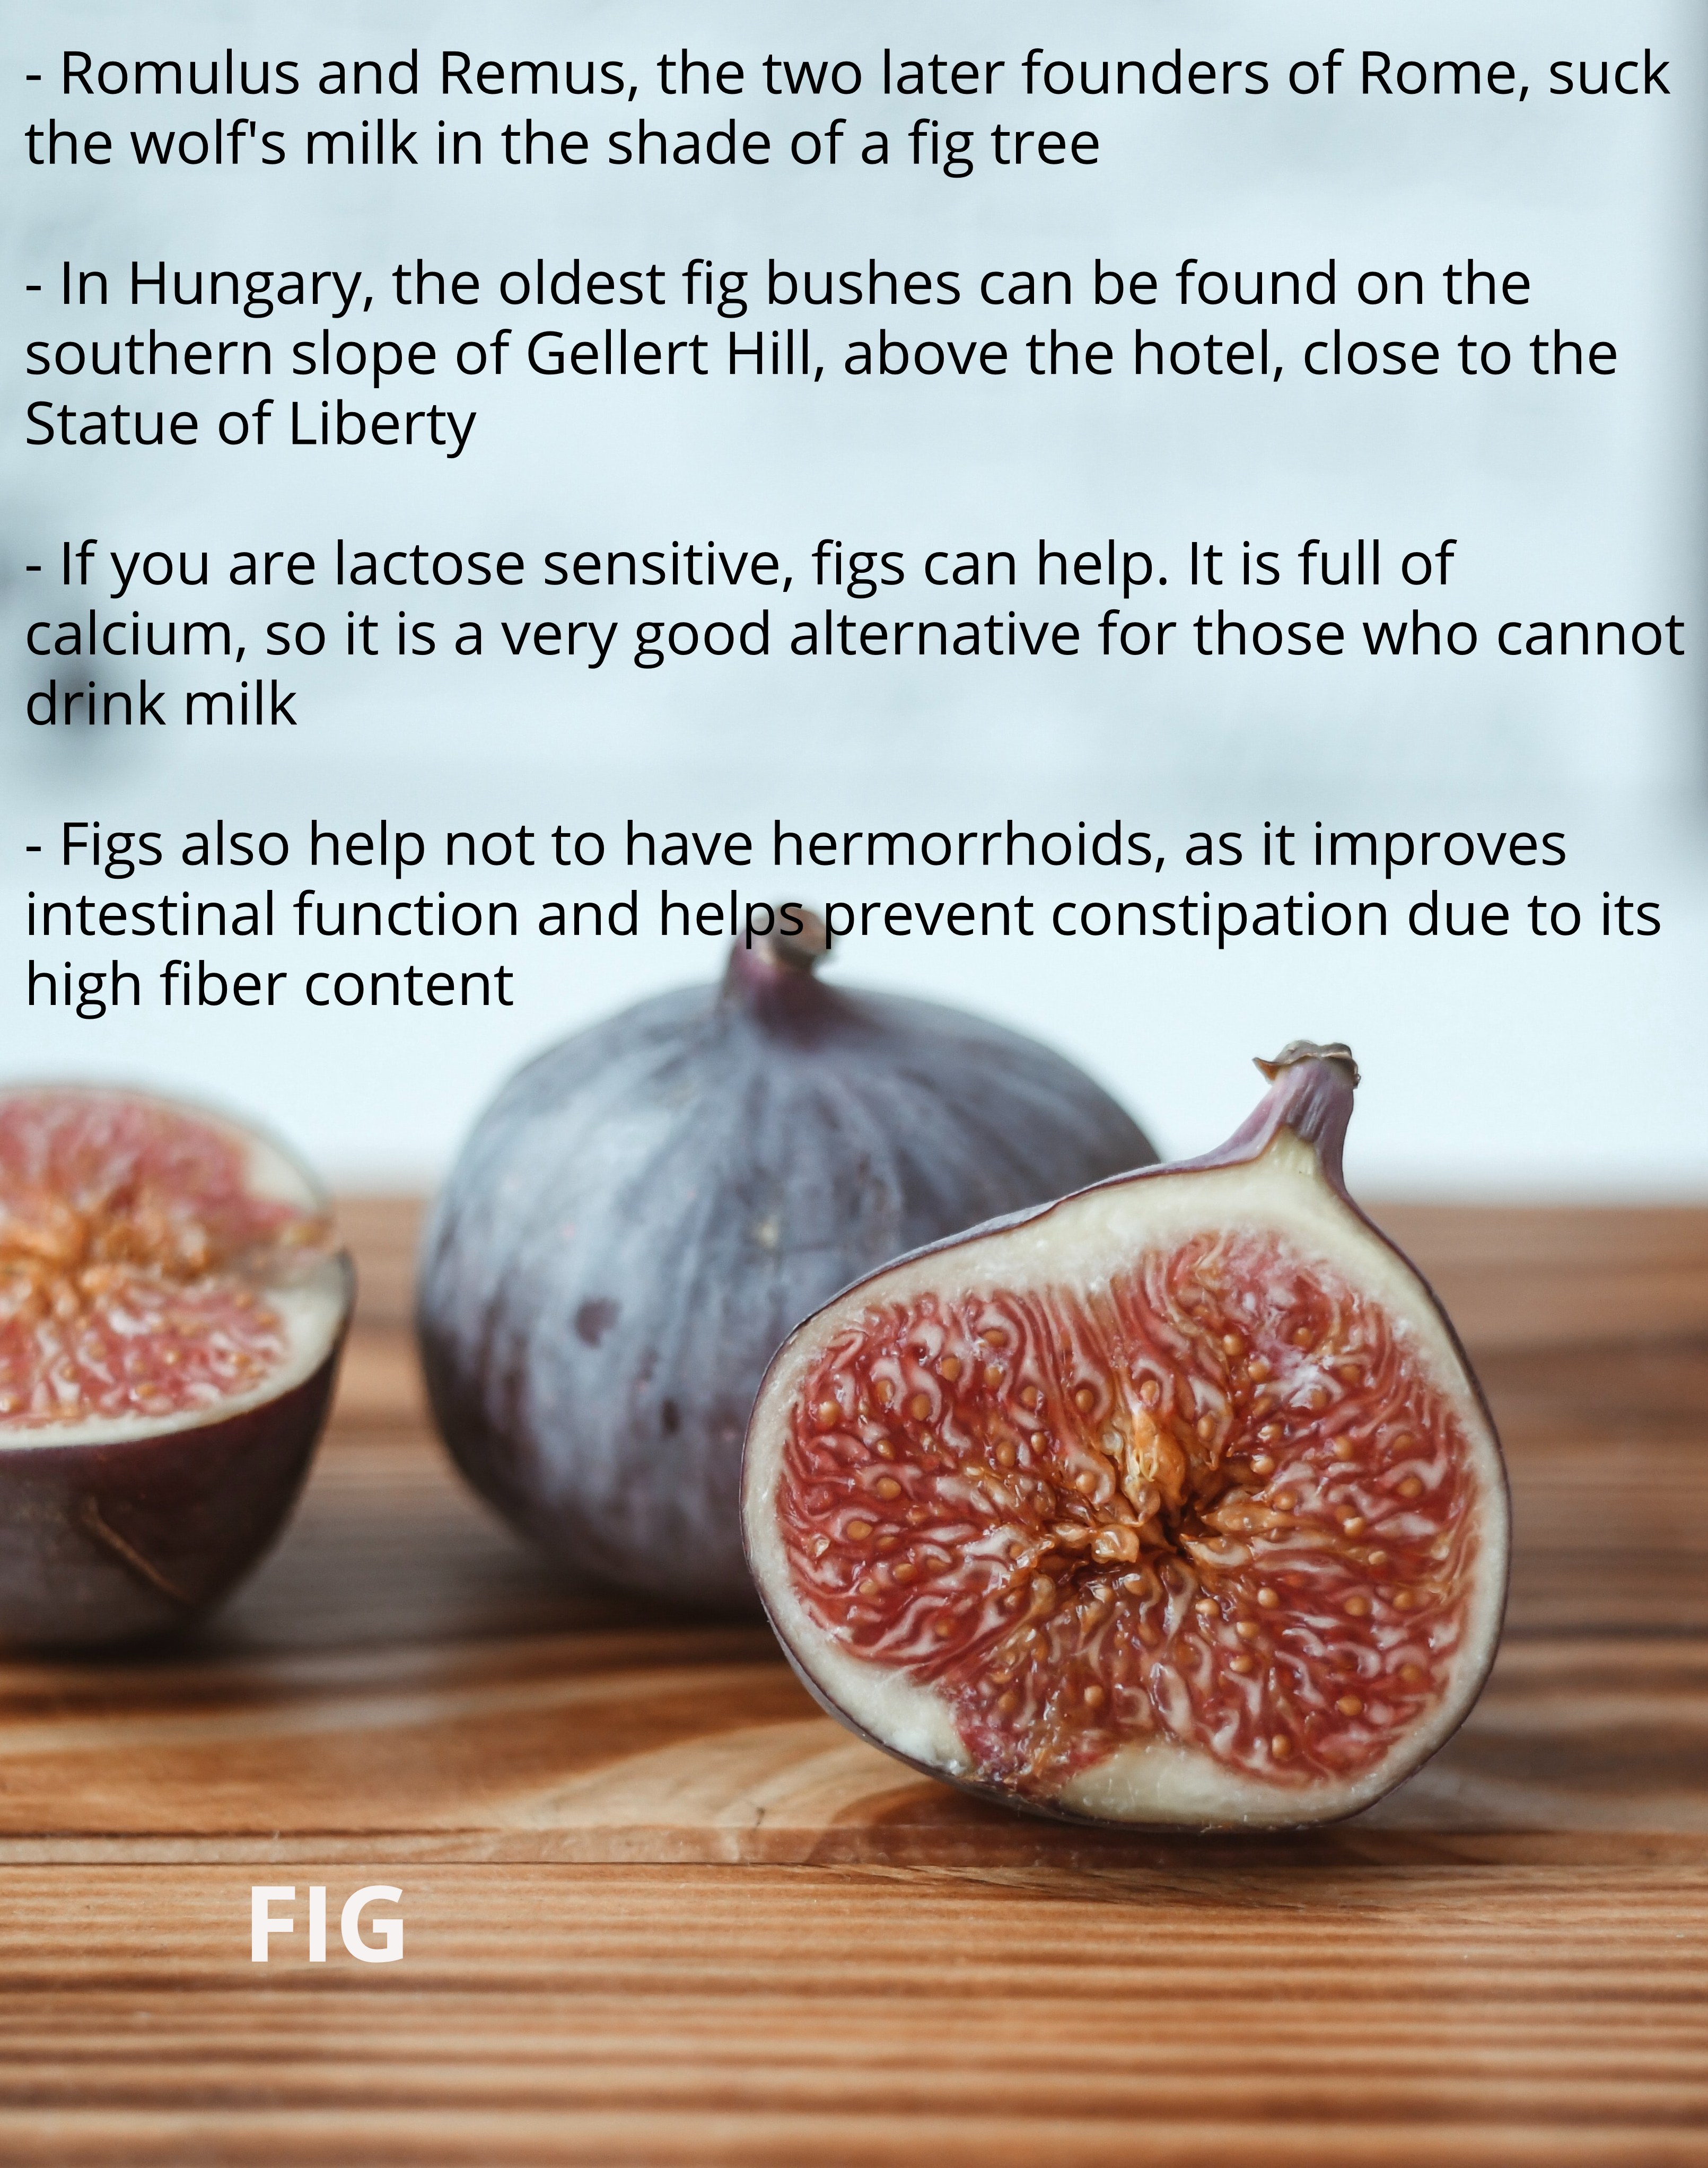 - Romulus and Remus, the two later founders of Rome, suck
the wolf's milk in the shade of a fig tree
- In Hungary, the oldest fig bushes can be found on the
southern slope of Gellert Hill, above the hotel, close to the
Statue of Liberty
- If you are lactose sensitive, figs can help. It is full of
calcium, so it is a very good alternative for those who cannot
drink milk
- Figs also help not to have hermorrhoids, as it improves
intestinal function and helps prevent constipation due to its
high fiber content
FIG